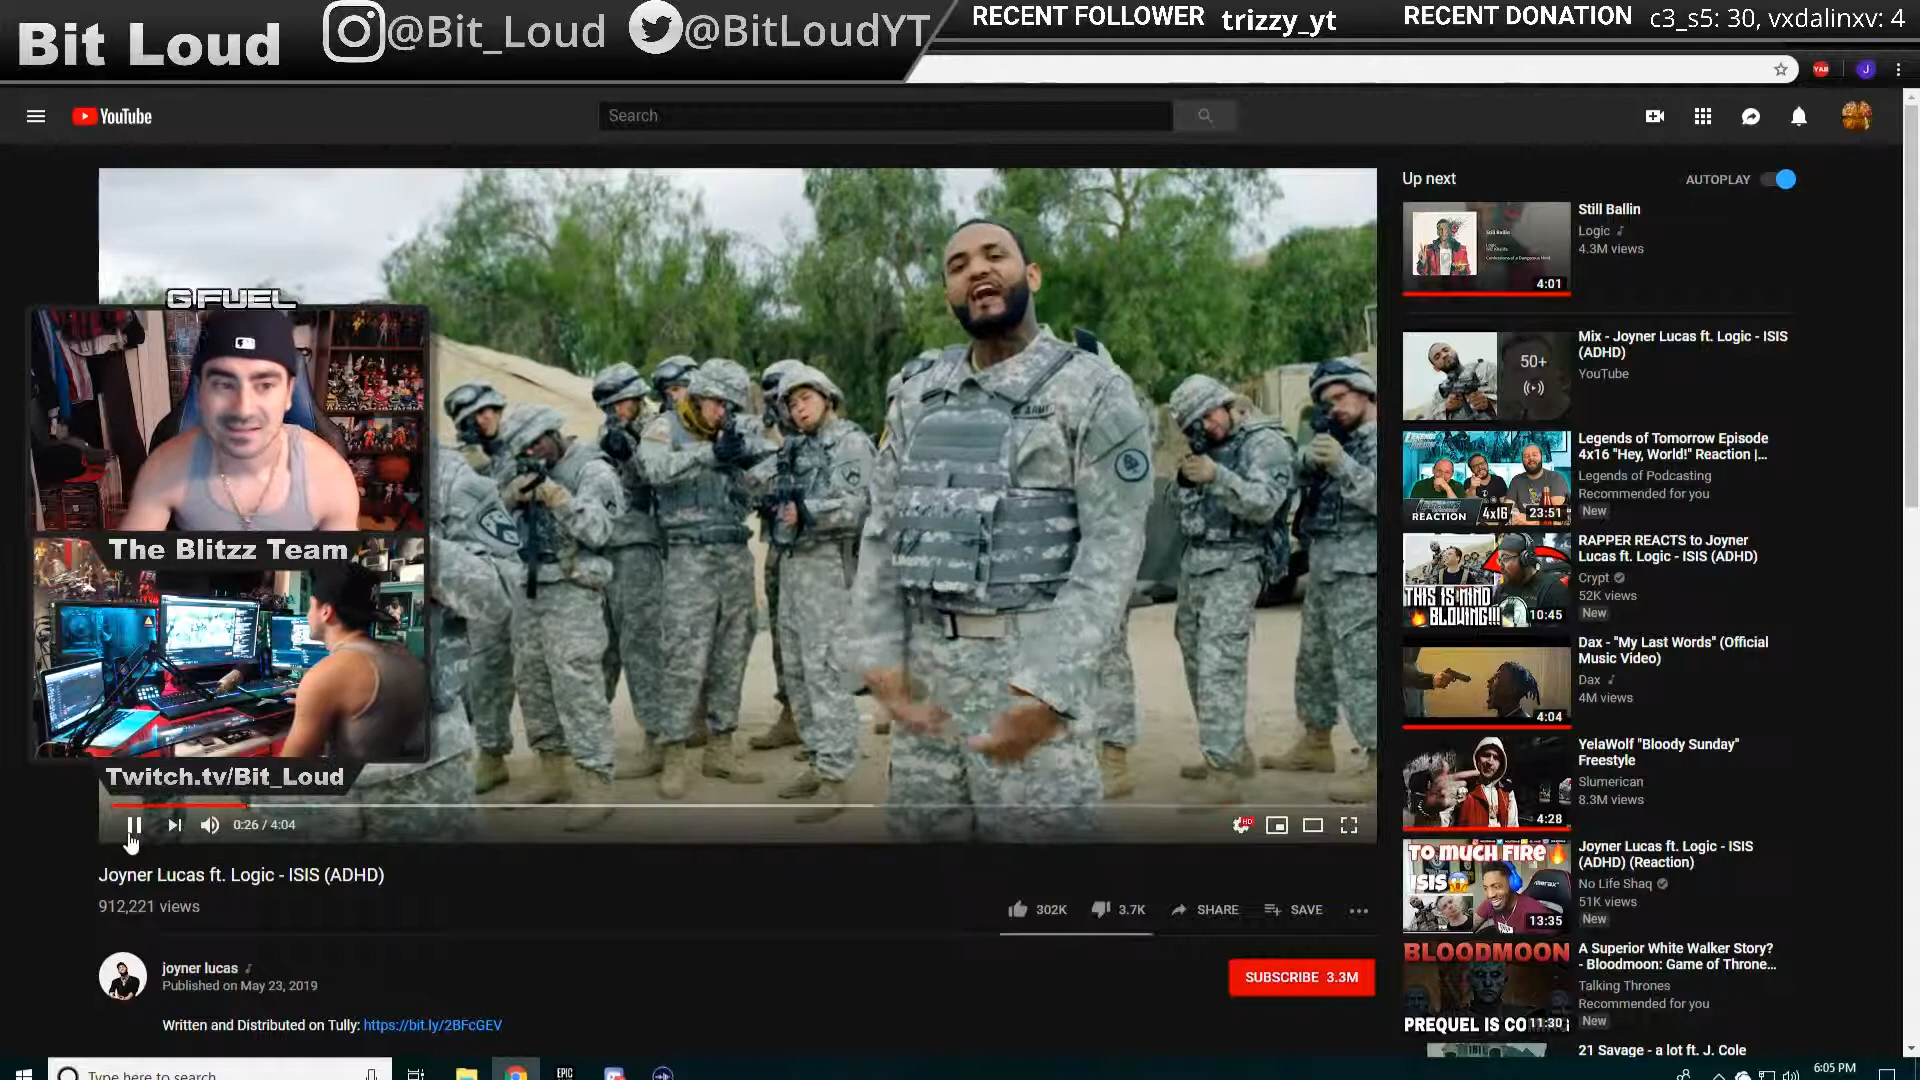 Bit Loud
@Bit_Loud
@BitLoudYT
RECENT FOLLOWER trizzy_yt
RECENT DONATION c3_s5: 30, vxdalinxv: 4
YouTube
Search
G FUEL
The Blitzz Team
Twitch.tv/Bit_Loud
0:26 / 4:04
HD
Joyner Lucas ft. Logic - ISIS (ADHD)
912,221 views
302K
3.7K
SHARE
SAVE
joyner lucas
Published on May 23, 2019
SUBSCRIBE 3.3M
Written and Distributed on Tully: https://bit.ly/2BFcGEV
Up next
AUTOPLAY
Still Ballin
Logic
4.3M views
4:01
Mix - Joyner Lucas ft. Logic - ISIS
(ADHD)
YouTube
50+
Legends of Tomorrow Episode
4x16 "Hey, World!" Reaction |...
Legends of Podcasting
Recommended for you
New
REACTION 4x16 23:51
RAPPER REACTS to Joyner
Lucas ft. Logic - ISIS (ADHD)
Crypt
52K views
New
THIS IS MIND
BLOWING!!!
10:45
Dax - "My Last Words" (Official
Music Video)
Dax
4M views
4:04
YelaWolf "Bloody Sunday"
Freestyle
Slumerican
8.3M views
4:28
Joyner Lucas ft. Logic - ISIS
(ADHD) (Reaction)
No Life Shaq
51K views
New
TO MUCH FIRE
ISIS
13:35
A Superior White Walker Story?
- Bloodmoon: Game of Throne...
Talking Thrones
Recommended for you
New
BLOODMOON
PREQUEL IS CO
11:30
21 Savage - a lot ft. J. Cole
Type here to search
EPIC
6:05 PM